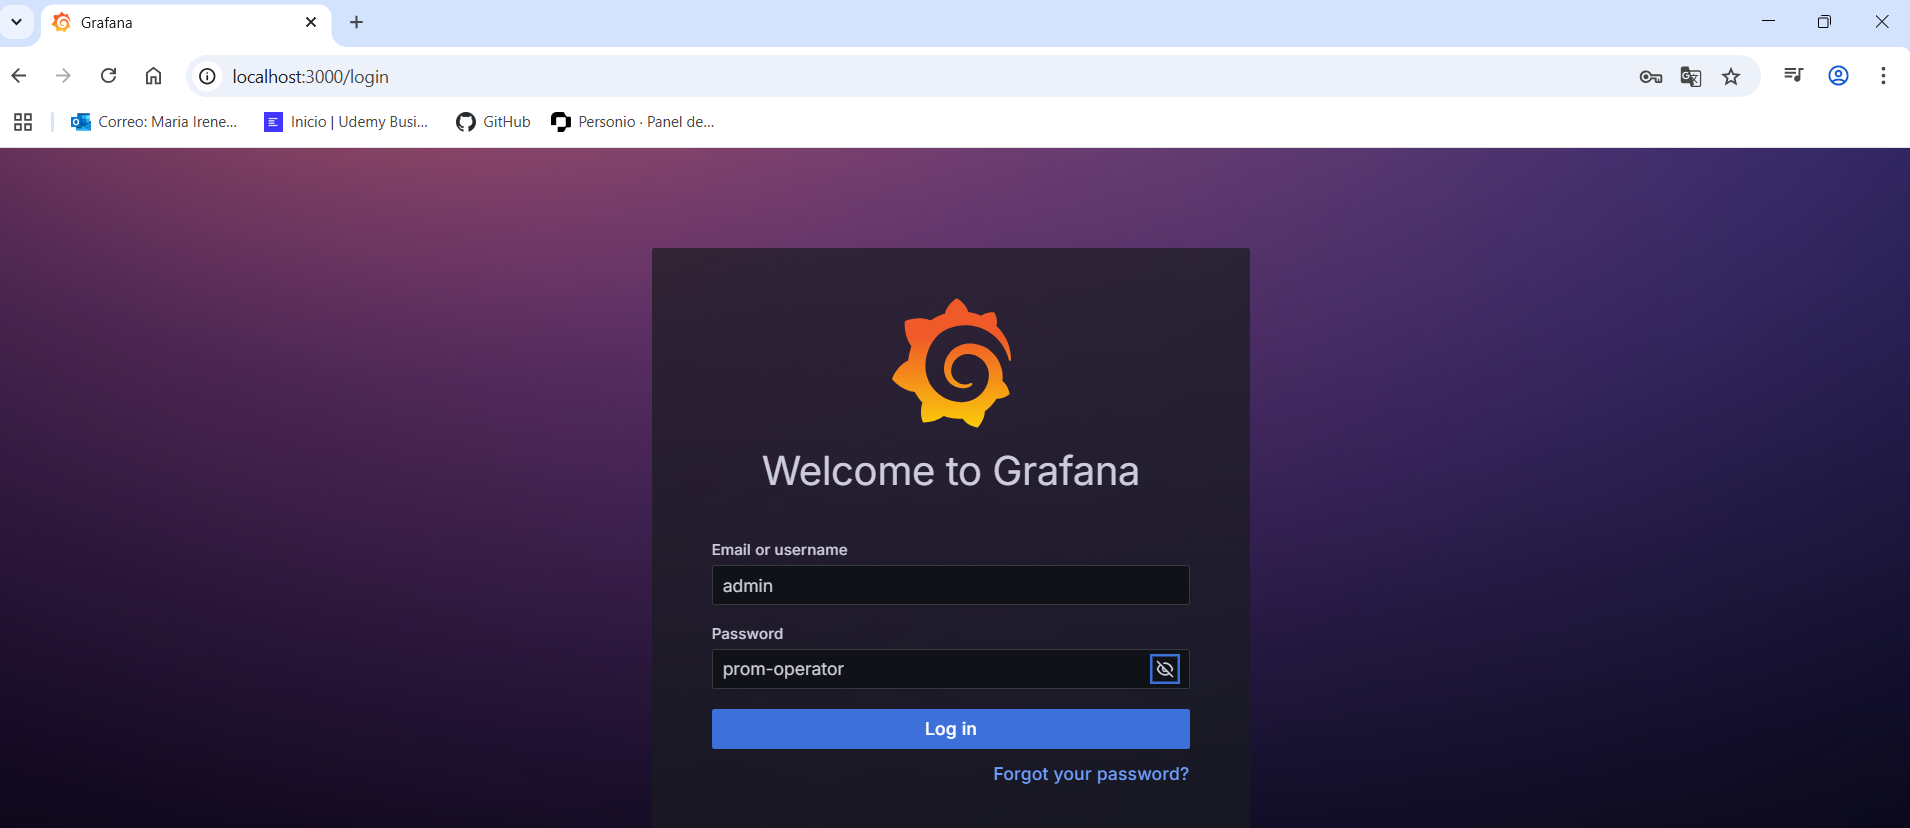 Grafana
localhost:3000/login
Correo: Maria Irene... Inicio | Udemy Busi... GitHub Personio · Panel de...
Welcome to Grafana
Email or username
admin
Password
prom-operator
Log in
Forgot your password?